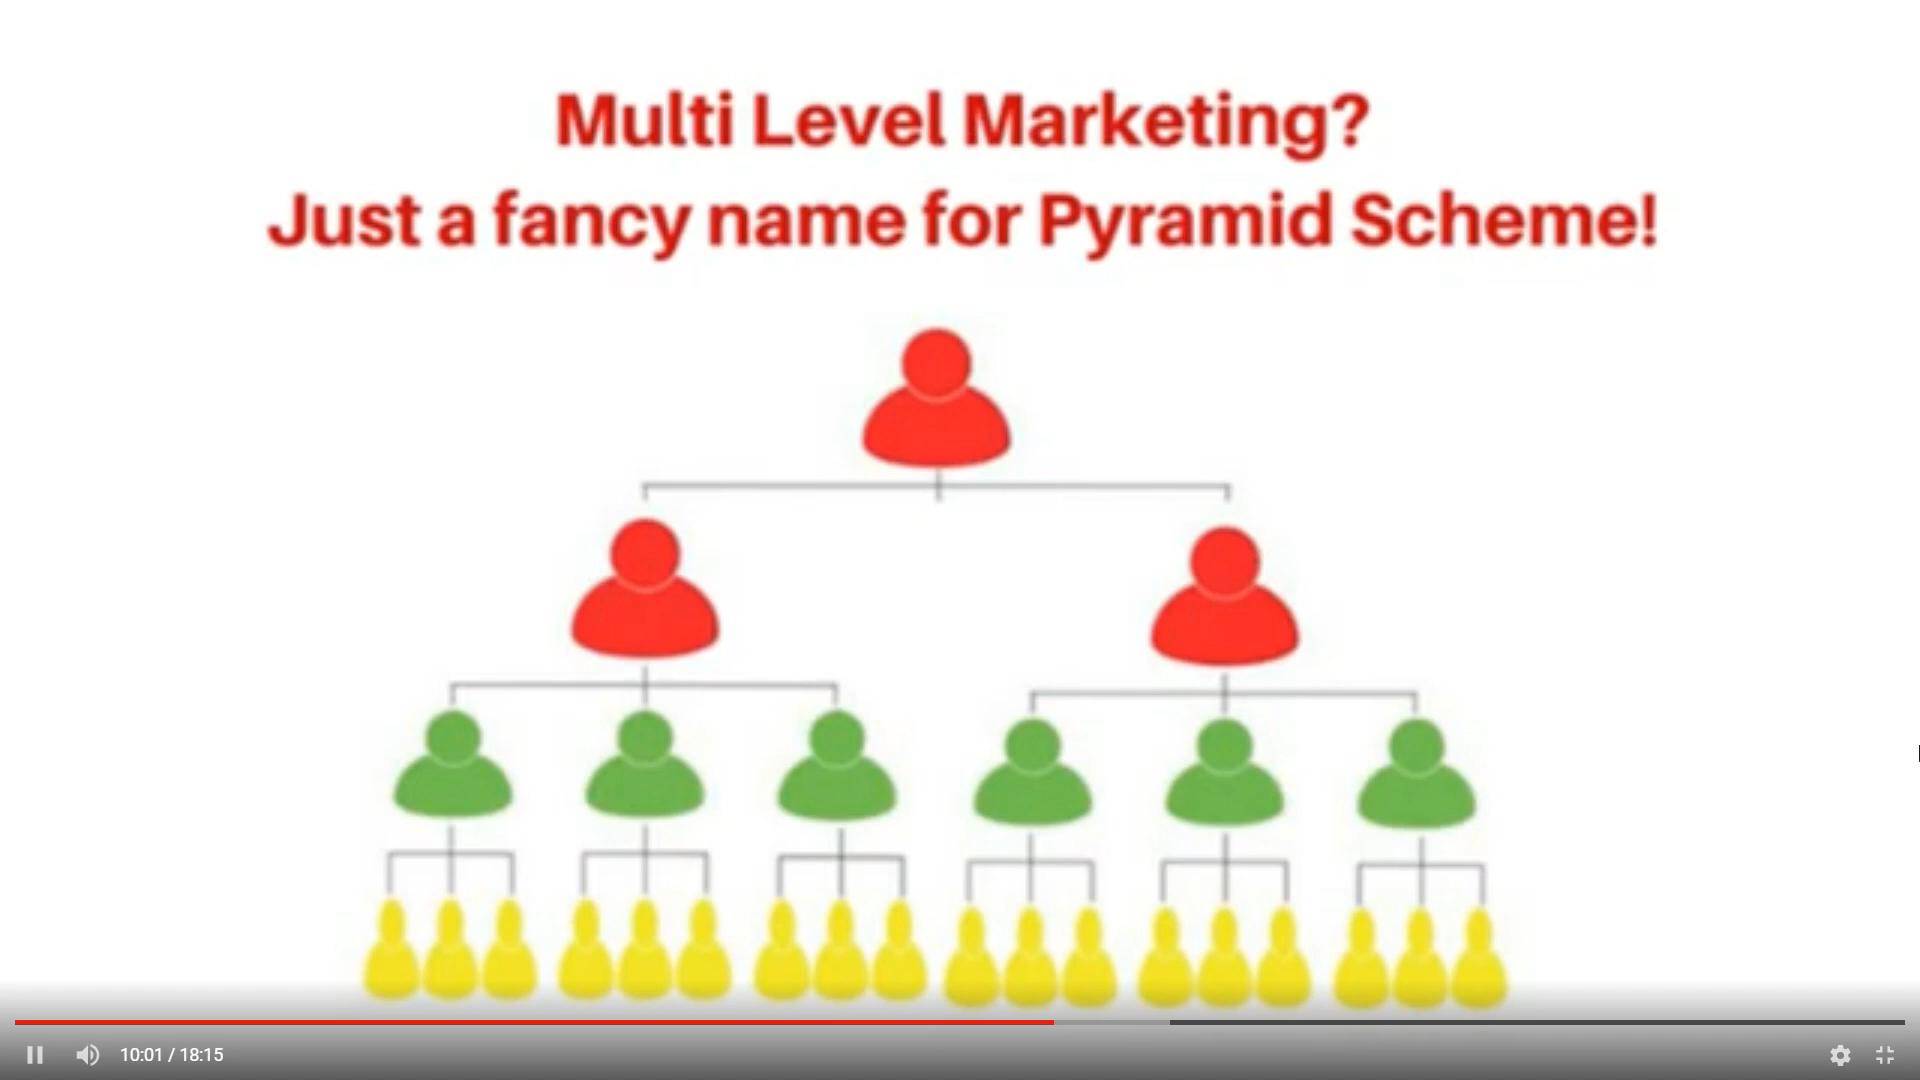 Multi Level Marketing?
Just a fancy name for Pyramid Scheme!
10:01 / 18:15